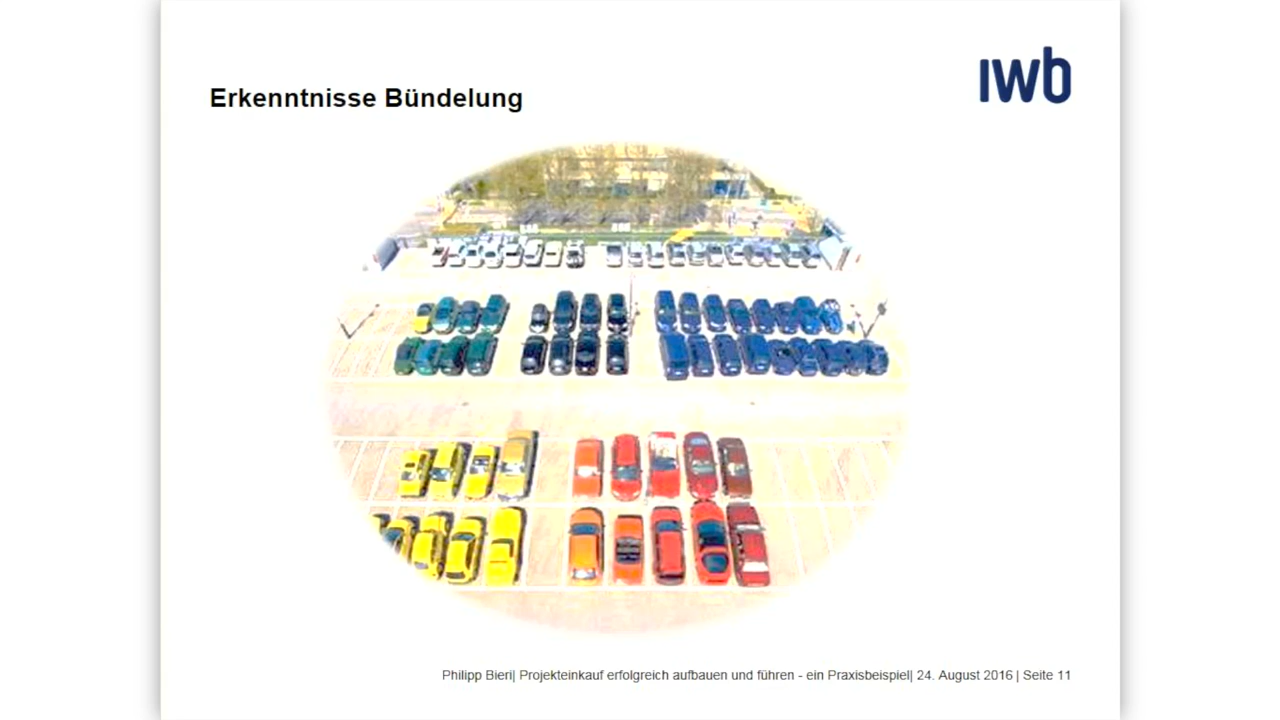 iwb
Erkenntnisse Bündelung
Philipp Bieri| Projekteinkauf erfolgreich aufbauen und führen - ein Praxisbeispiel| 24. August 2016 | Seite 11